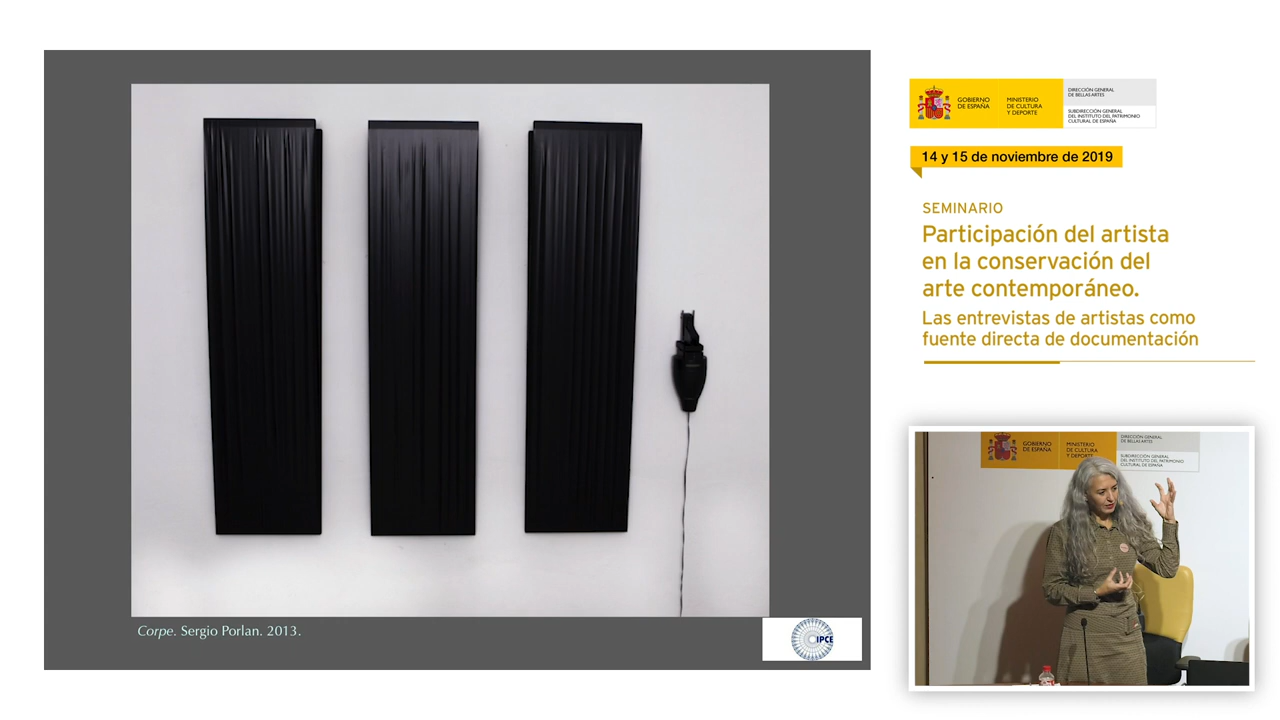 Corpe. Sergio Porlan. 2013.
IPCE
GOBIERNO
DE ESPAÑA
MINISTERIO
DE CULTURA
Y DEPORTE
DIRECCIÓN GENERAL
DE BELLAS ARTES
SUBDIRECCIÓN GENERAL
DEL INSTITUTO DEL PATRIMONIO
CULTURAL DE ESPAÑA
14 y 15 de noviembre de 2019
SEMINARIO
Participación del artista
en la conservación del
arte contemporáneo.
Las entrevistas de artistas como
fuente directa de documentación
GOBIERNO
DE ESPAÑA
MINISTERIO
DE CULTURA
Y DEPORTE
DIRECCIÓN GENERAL
DE BELLAS ARTES
SUBDIRECCIÓN GENERAL
DEL INSTITUTO DEL PATRIMONIO
CULTURAL DE ESPAÑA